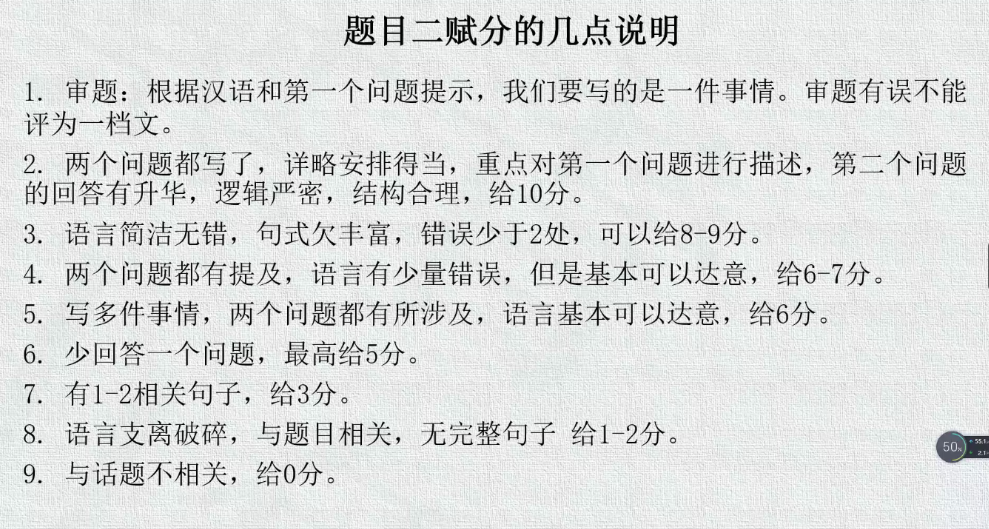 题目二赋分的几点说明
1. 审题：根据汉语和第一个问题提示，我们要写的是一件事情。审题有误不能
评为一档文。
2. 两个问题都写了，详略安排得当，重点对第一个问题进行描述，第二个问题
的回答有升华，逻辑严密，结构合理，给10分。
3. 语言简洁无错，句式欠丰富，错误少于2处，可以给8-9分。
4. 两个问题都有提及，语言有少量错误，但是基本可以达意，给6-7分。
5. 写多件事情，两个问题都有所涉及，语言基本可以达意，给6分。
6. 少回答一个问题，最高给5分。
7. 有1-2相关句子，给3分。
8. 语言支离破碎，与题目相关，无完整句子 给1-2分。
9. 与话题不相关，给0分。
50%